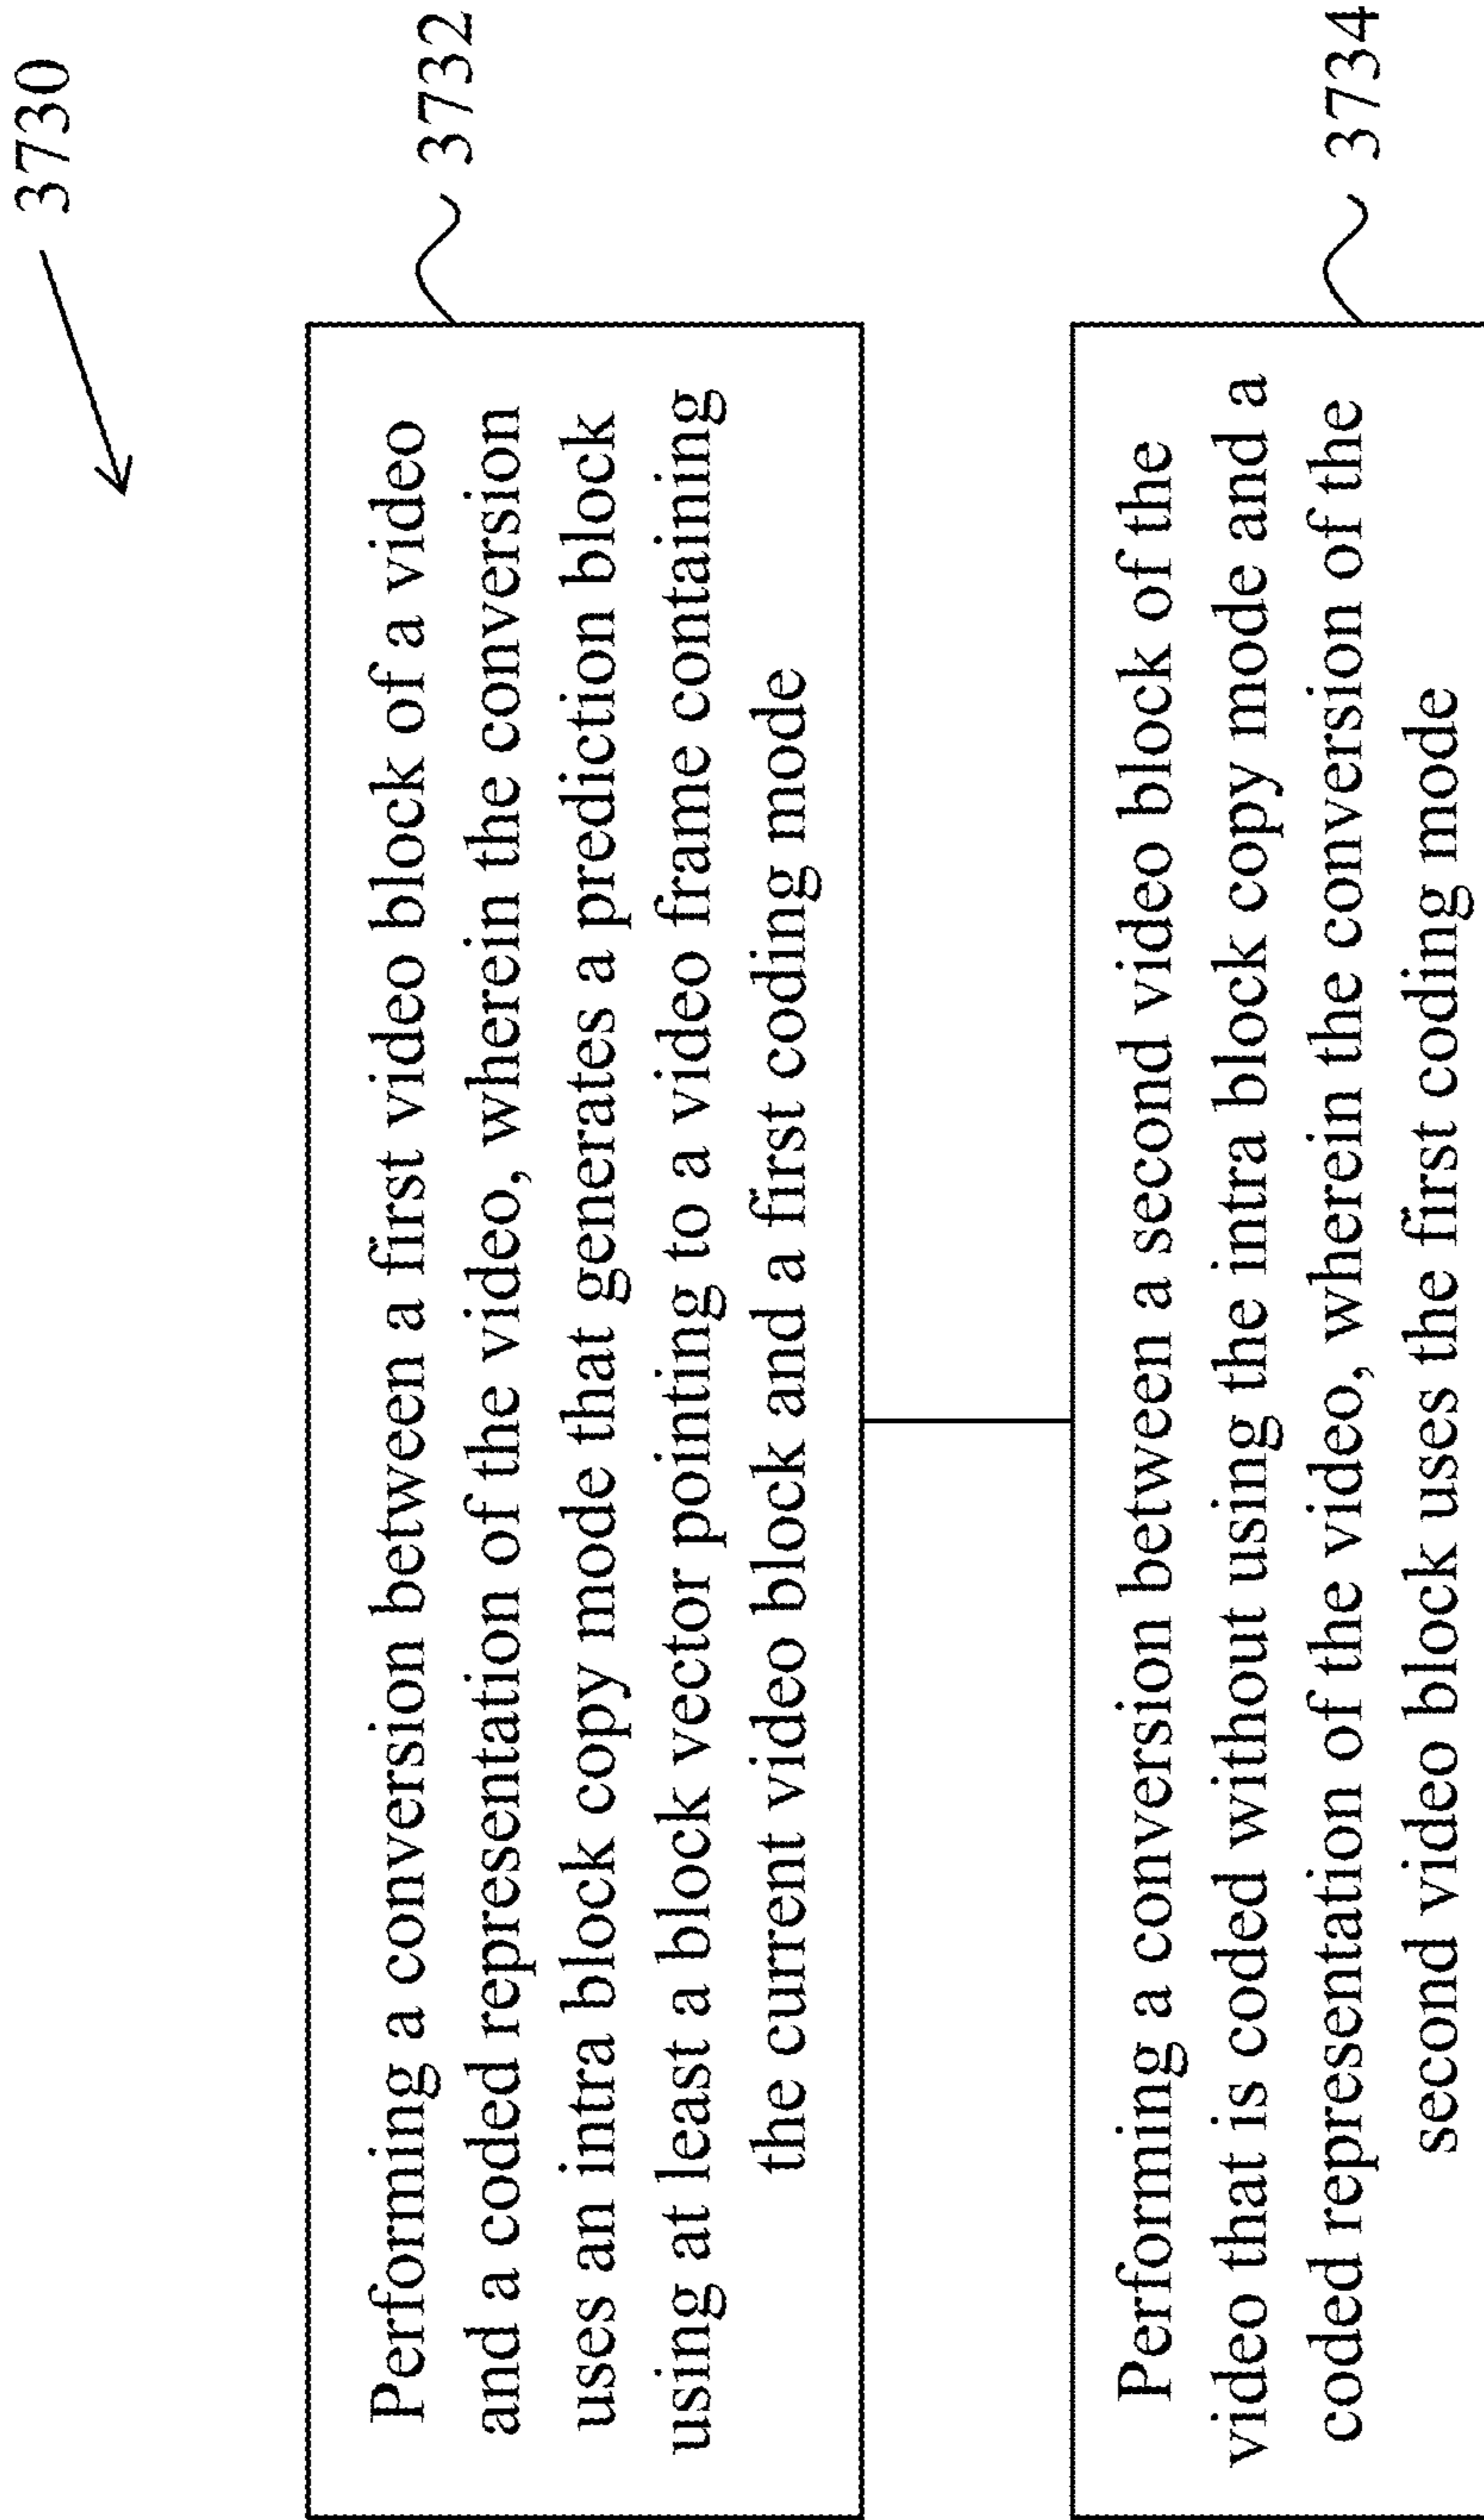 3730
Performing a conversion between a first video block of a video
and a coded representation of the video, wherein the conversion
uses an intra block copy mode that generates a prediction block
using at least a block vector pointing to a video frame containing
the current video block and a first coding mode
3732
Performing a conversion between a second video block of the
video that is coded without using the intra block copy mode and a
coded representation of the video, wherein the conversion of the
second video block uses the first coding mode
3734